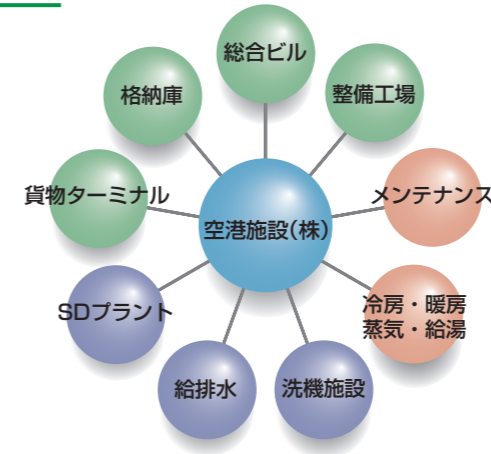 総合ビル
格納庫
整備工場
貨物ターミナル
メンテナンス
空港施設(株)
SDプラント
冷房・暖房
蒸気・給湯
給排水
洗機施設